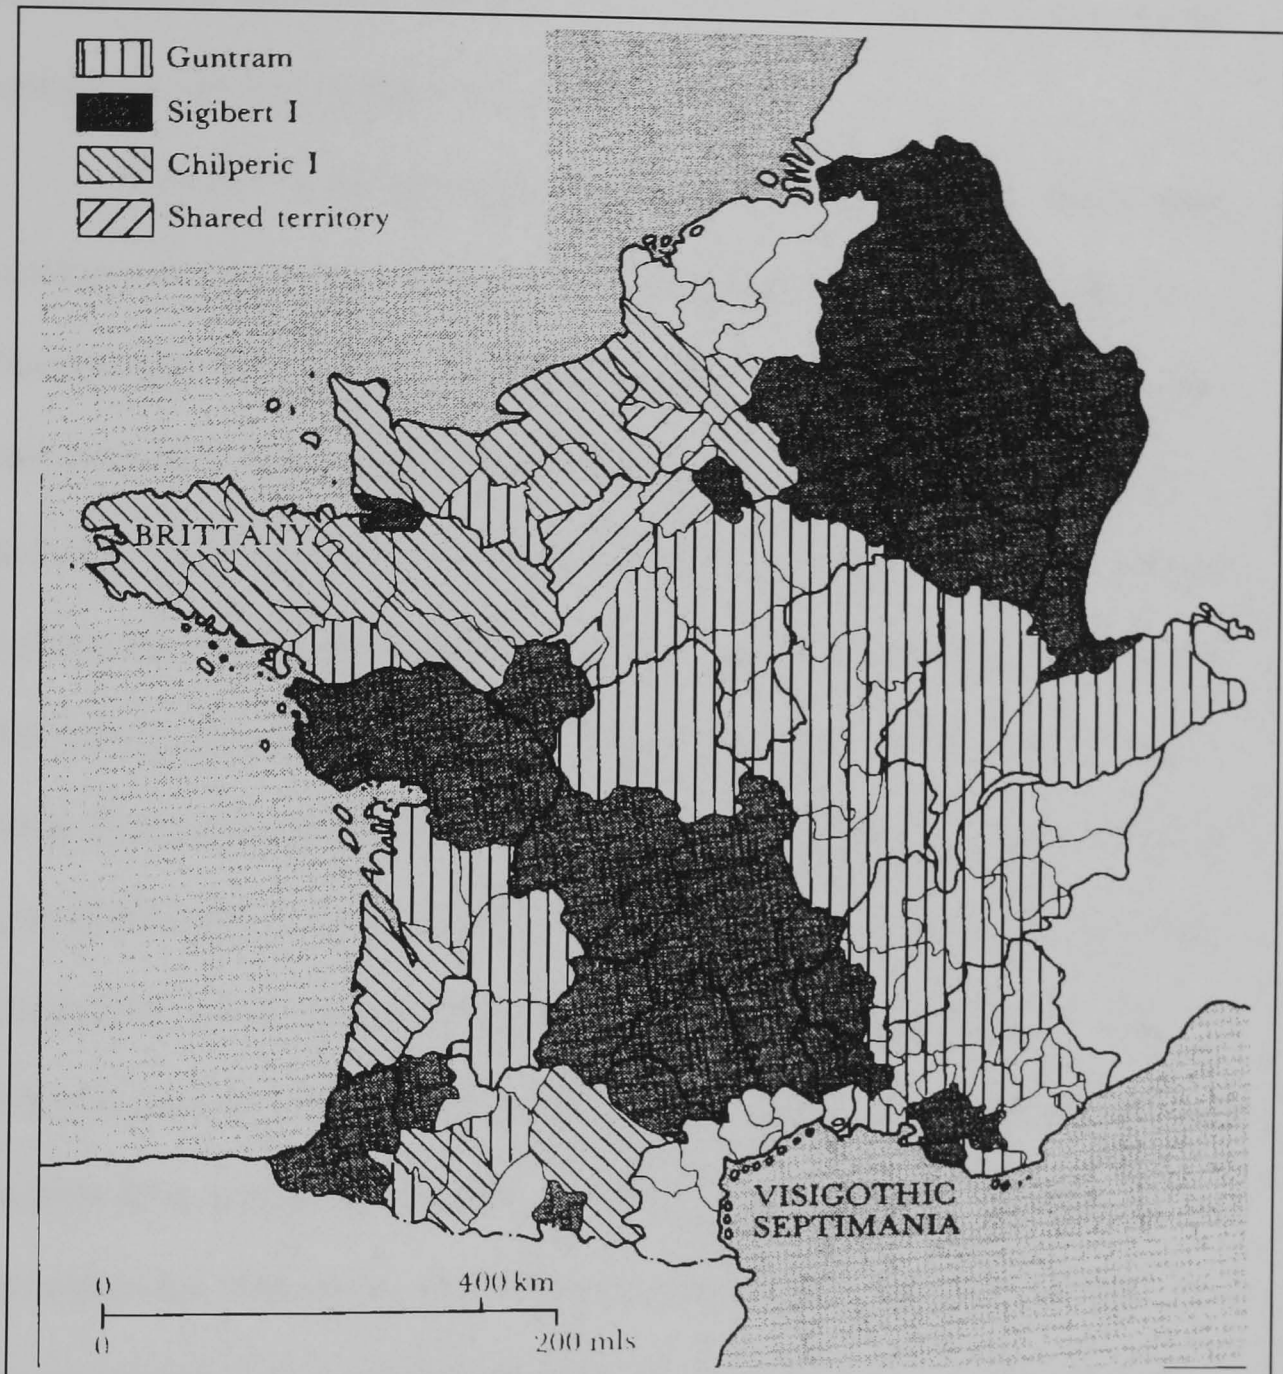 Guntram
Sigibert I
Chilperic I
Shared territory
BRITTANY
VISIGOTHIC
SEPTIMANIA
0
400 km
0
200 mls